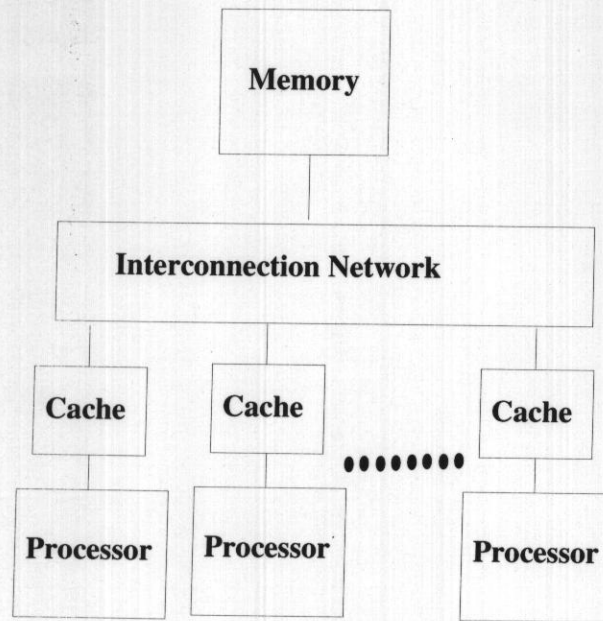 Memory
Interconnection Network
Cache
Cache
Cache
Processor
Processor
Processor